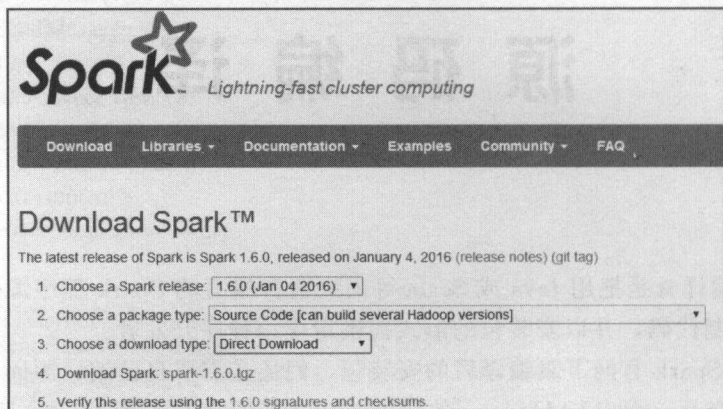 Spark™ Lightning-fast cluster computing
Download Libraries Documentation Examples Community FAQ
Download Spark™
The latest release of Spark is Spark 1.6.0, released on January 4, 2016 (release notes) (git tag)
1. Choose a Spark release: 1.6.0 (Jan 04 2016)
2. Choose a package type: Source Code [can build several Hadoop versions]
3. Choose a download type: Direct Download
4. Download Spark: spark-1.6.0.tgz
5. Verify this release using the 1.6.0 signatures and checksums.